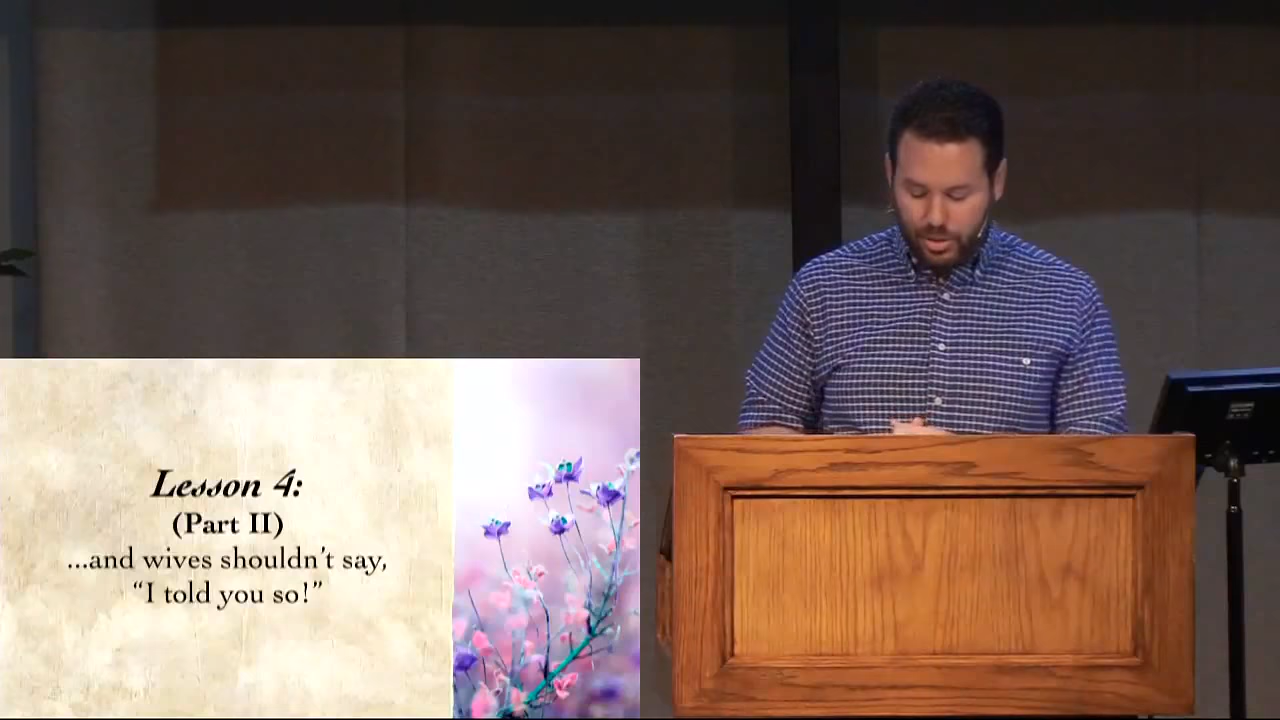 Lesson 4:
(Part II)
...and wives shouldn't say,
“I told you so!”